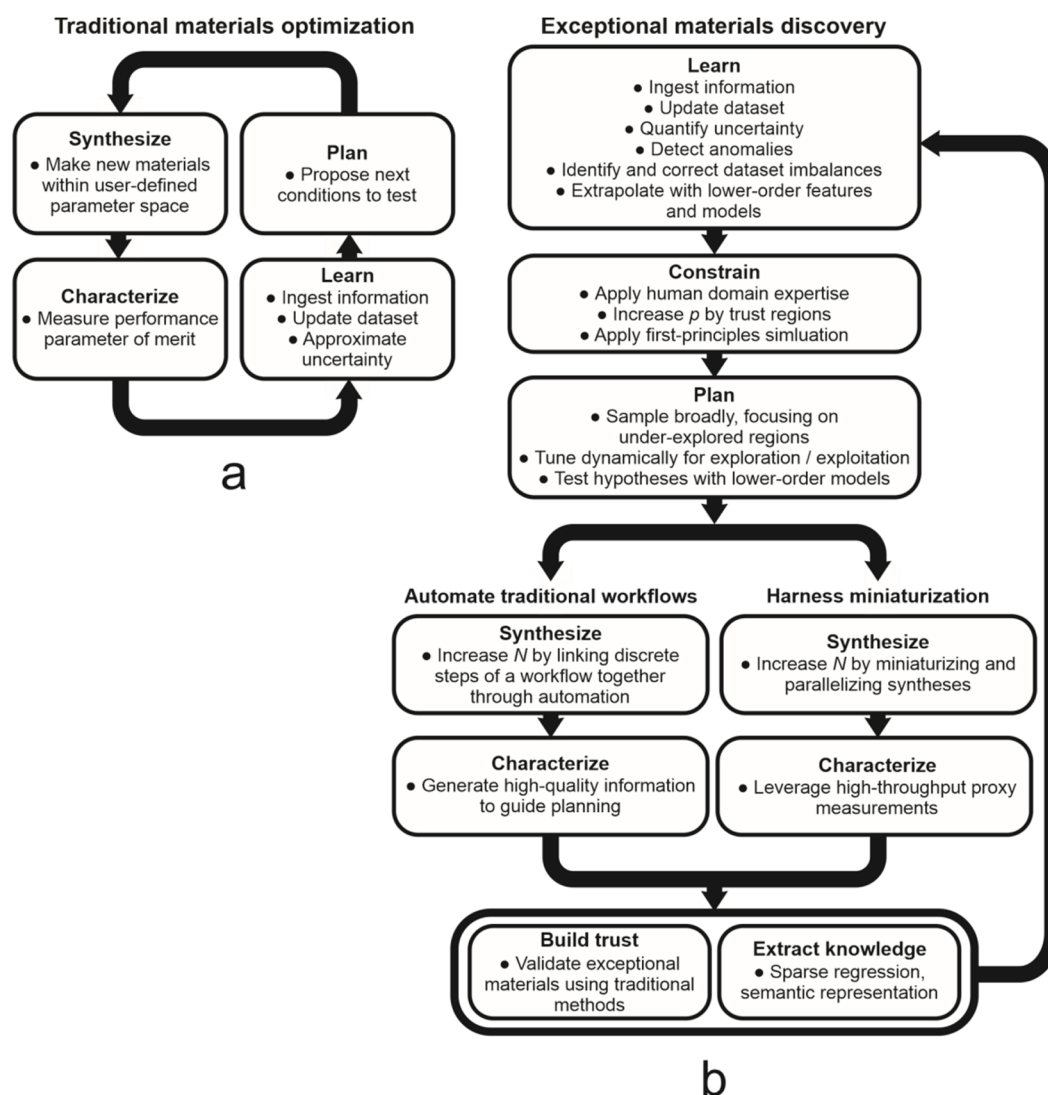 Traditional materials optimization
Synthesize
● Make new materials
within user-defined
parameter space
Plan
● Propose next
conditions to test
Characterize
● Measure performance
parameter of merit
Learn
● Ingest information
● Update dataset
● Approximate
uncertainty
a
Exceptional materials discovery
Learn
● Ingest information
● Update dataset
● Quantify uncertainty
● Detect anomalies
● Identify and correct dataset imbalances
● Extrapolate with lower-order features
and models
Constrain
● Apply human domain expertise
● Increase p by trust regions
● Apply first-principles simluation
Plan
● Sample broadly, focusing on
under-explored regions
● Tune dynamically for exploration / exploitation
● Test hypotheses with lower-order models
Automate traditional workflows
Synthesize
● Increase N by linking discrete
steps of a workflow together
through automation
Characterize
● Generate high-quality information
to guide planning
Harness miniaturization
Synthesize
● Increase N by miniaturizing and
parallelizing syntheses
Characterize
● Leverage high-throughput proxy
measurements
Build trust
● Validate exceptional
materials using traditional
methods
Extract knowledge
● Sparse regression,
semantic representation
b